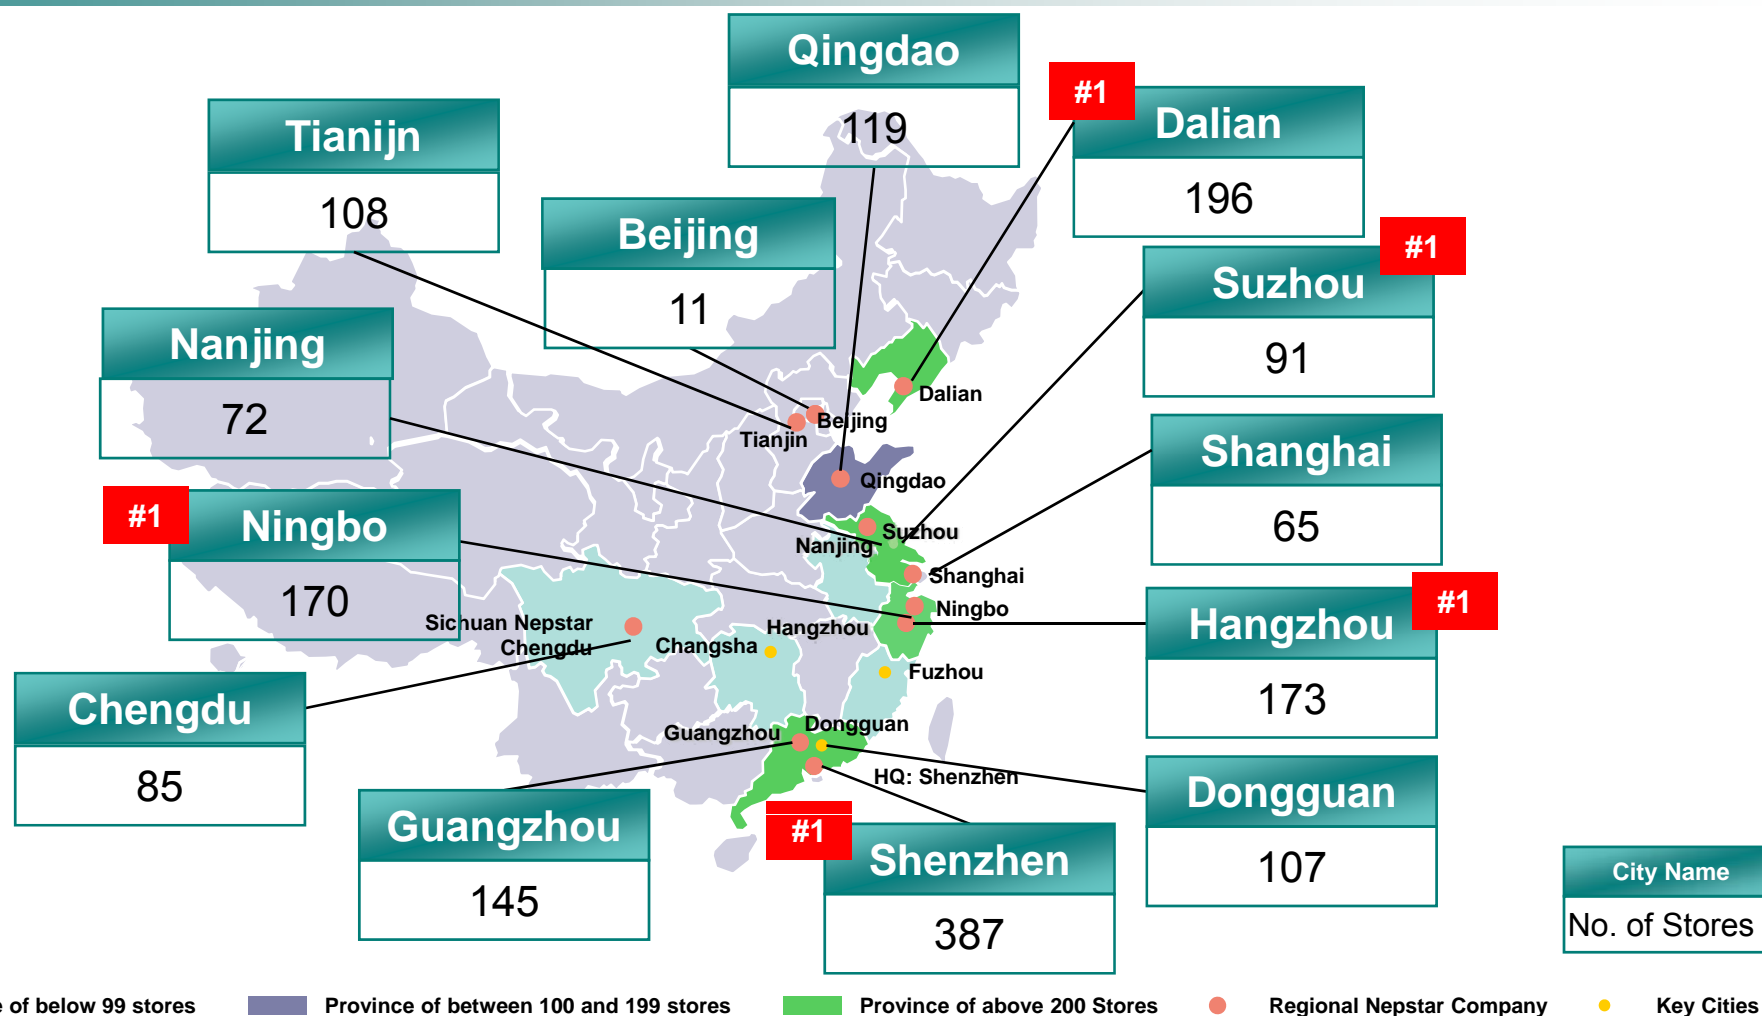 Qingdao
119
#1
Dalian
196
Tianijn
108
Beijing
11
#1
Suzhou
91
Nanjing
72
Shanghai
65
#1
Ningbo
170
#1
Hangzhou
173
Chengdu
85
Guangzhou
145
#1
Shenzhen
387
Dongguan
107
Dalian
Beijing
Tianjin
Qingdao
Suzhou
Nanjing
Shanghai
Ningbo
Hangzhou
Sichuan Nepstar
Chengdu
Changsha
Fuzhou
Dongguan
Guangzhou
HQ: Shenzhen
City Name
No. of Stores
e of below 99 stores
Province of between 100 and 199 stores
Province of above 200 Stores
Regional Nepstar Company
Key Cities